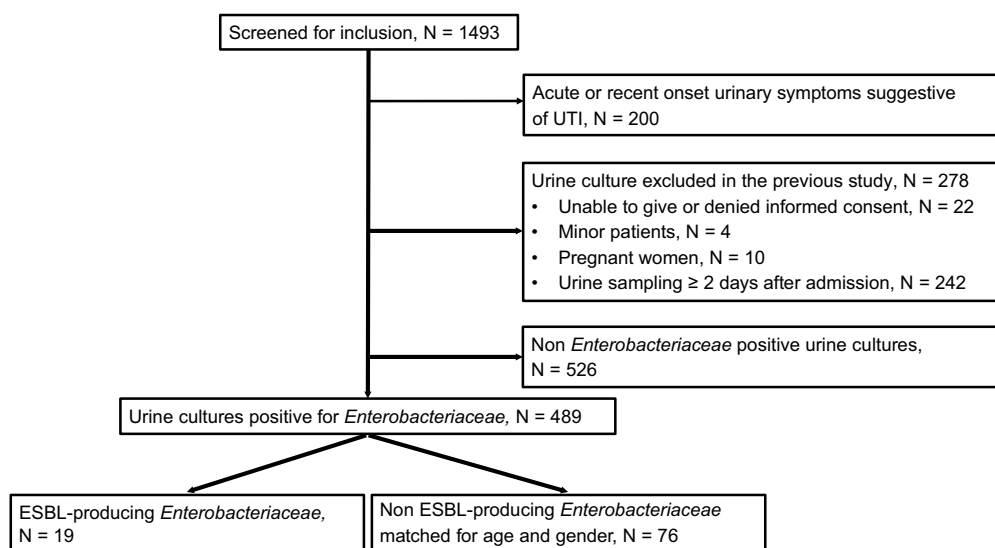 Screened for inclusion, N = 1493
Acute or recent onset urinary symptoms suggestive
of UTI, N = 200
Urine culture excluded in the previous study, N = 278
• Unable to give or denied informed consent, N = 22
• Minor patients, N = 4
• Pregnant women, N = 10
• Urine sampling ≥ 2 days after admission, N = 242
Non Enterobacteriaceae positive urine cultures,
N = 526
Urine cultures positive for Enterobacteriaceae, N = 489
ESBL-producing Enterobacteriaceae,
N = 19
Non ESBL-producing Enterobacteriaceae
matched for age and gender, N = 76